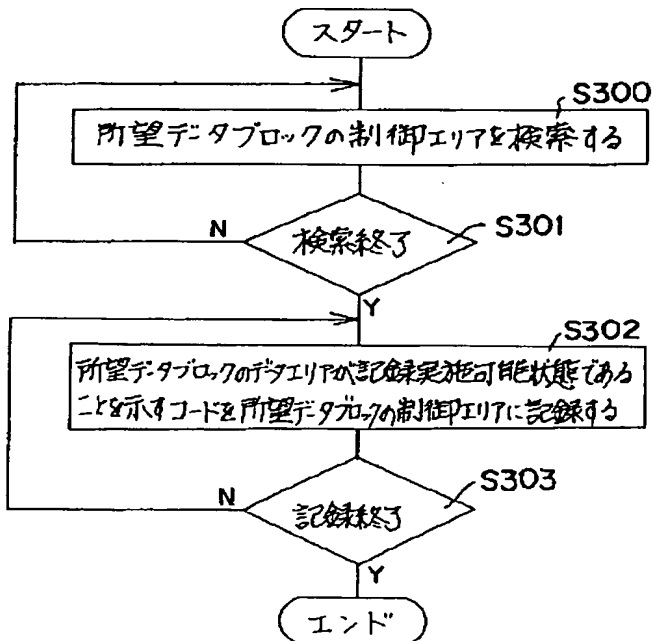 スタート
S300
所望データブロックの制御エリアを検索する
N
検索終了
S301
Y
S302
所望データブロックのデータエリアが記録実施可能状態である
ことを示すコードを所望データブロックの制御エリアに記録する
N
記録終了
S303
Y
エンド